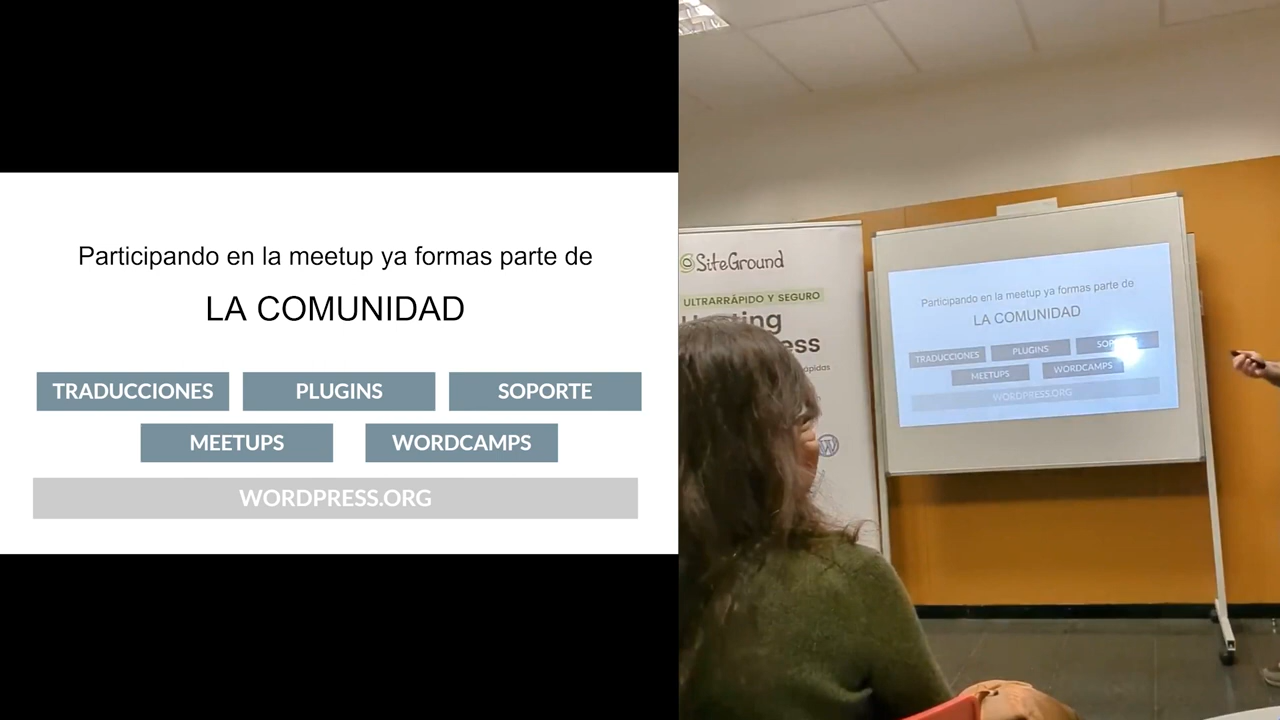 Participando en la meetup ya formas parte de
LA COMUNIDAD
TRADUCCIONES
PLUGINS
SOPORTE
MEETUPS
WORDCAMPS
WORDPRESS.ORG
SiteGround
ULTRARRÁPIDO Y SEGURO
Participando en la meetup ya formas parte de
LA COMUNIDAD
TRADUCCIONES
PLUGINS
MEETUPS
WORDCAMPS
WORDPRESS.ORG